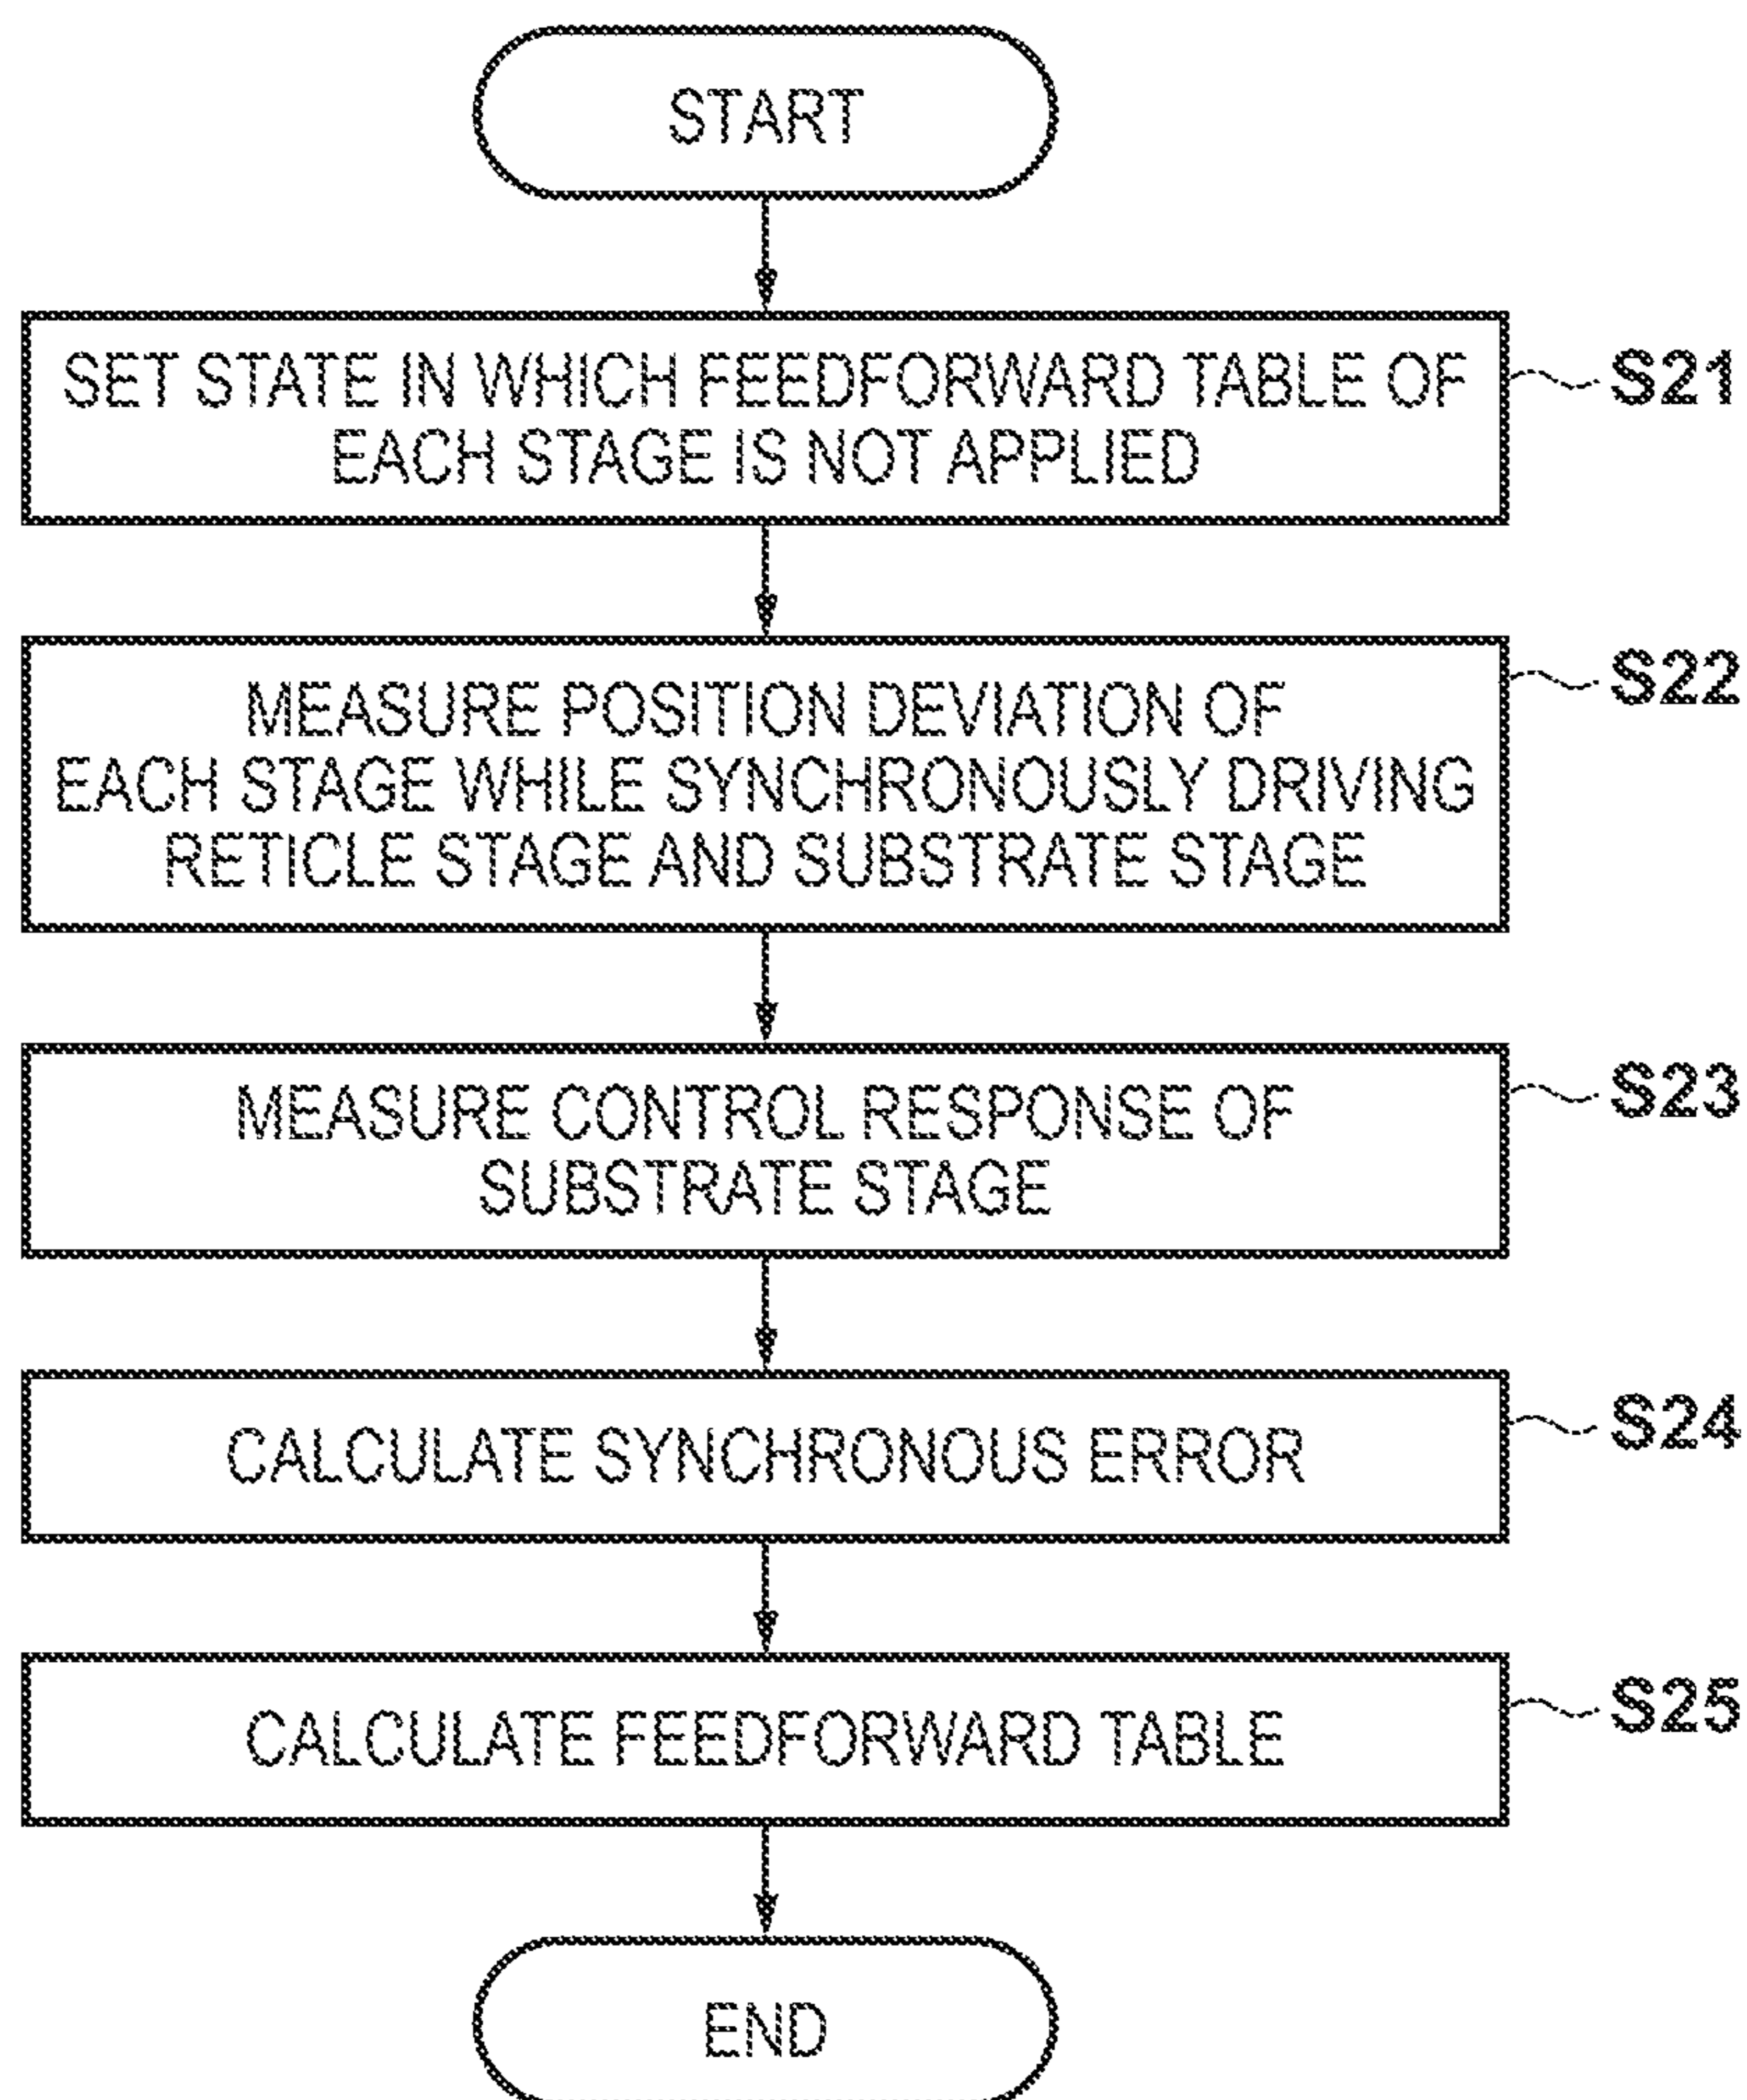 START
SET STATE IN WHICH FEEDFORWARD TABLE OF
EACH STAGE IS NOT APPLIED
S21
MEASURE POSITION DEVIATION OF
EACH STAGE WHILE SYNCHRONOUSLY DRIVING
RETICLE STAGE AND SUBSTRATE STAGE
S22
MEASURE CONTROL RESPONSE OF
SUBSTRATE STAGE
S23
CALCULATE SYNCHRONOUS ERROR
S24
CALCULATE FEEDFORWARD TABLE
S25
END